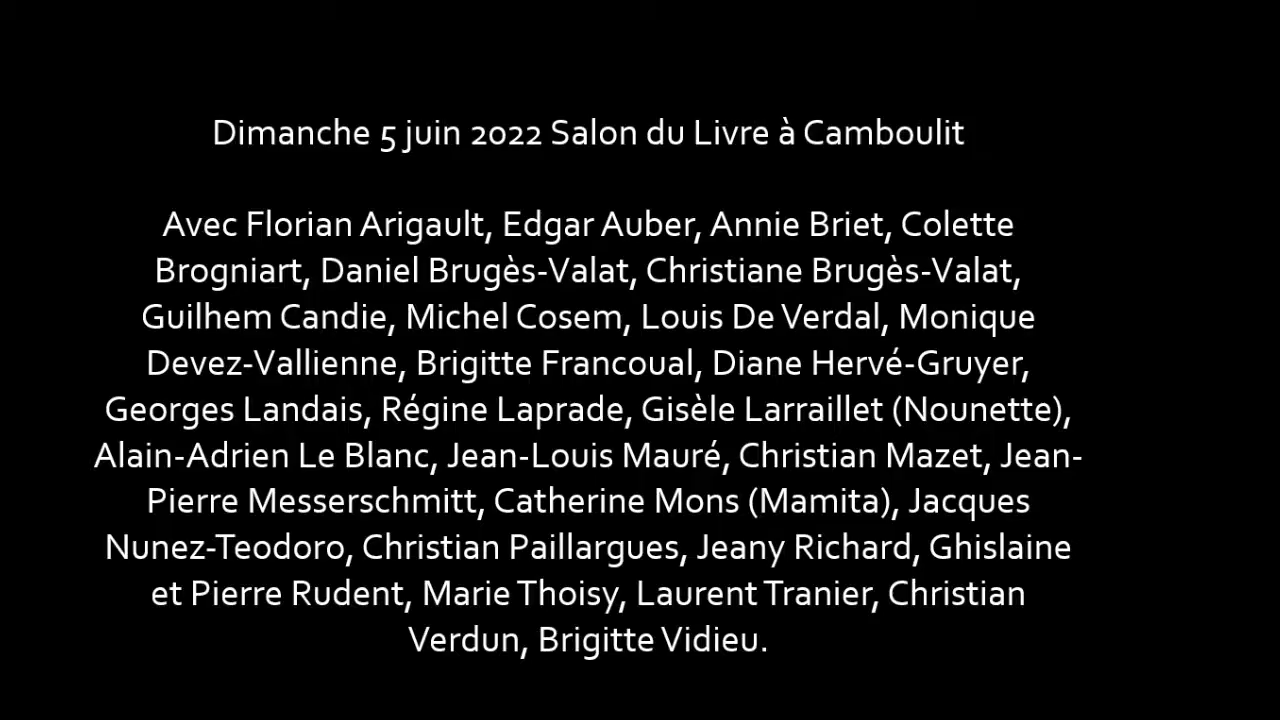 Dimanche 5 juin 2022 Salon du Livre à Camboulit
Avec Florian Arigault, Edgar Auber, Annie Briet, Colette
Brogniart, Daniel Brugès-Valat, Christiane Brugès-Valat,
Guilhem Candie, Michel Cosem, Louis De Verdal, Monique
Devez-Vallienne, Brigitte Francoual, Diane Hervé-Gruyer,
Georges Landais, Régine Laprade, Gisèle Larraillet (Nounette),
Alain-Adrien Le Blanc, Jean-Louis Mauré, Christian Mazet, Jean-
Pierre Messerschmitt, Catherine Mons (Mamita), Jacques
Nunez-Teodoro, Christian Paillargues, Jeany Richard, Ghislaine
et Pierre Rudent, Marie Thoisy, Laurent Tranier, Christian
Verdun, Brigitte Vidieu.